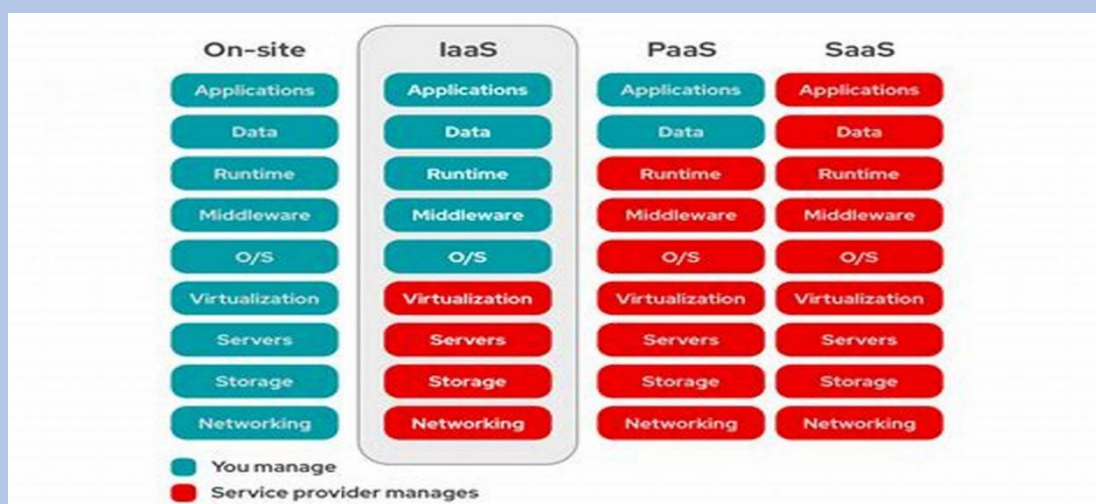 On-site IaaS PaaS SaaS
Applications Applications Applications Applications
Data Data Data Data
Runtime Runtime Runtime Runtime
Middleware Middleware Middleware Middleware
O/S O/S O/S O/S
Virtualization Virtualization Virtualization Virtualization
Servers Servers Servers Servers
Storage Storage Storage Storage
Networking Networking Networking Networking
You manage
Service provider manages